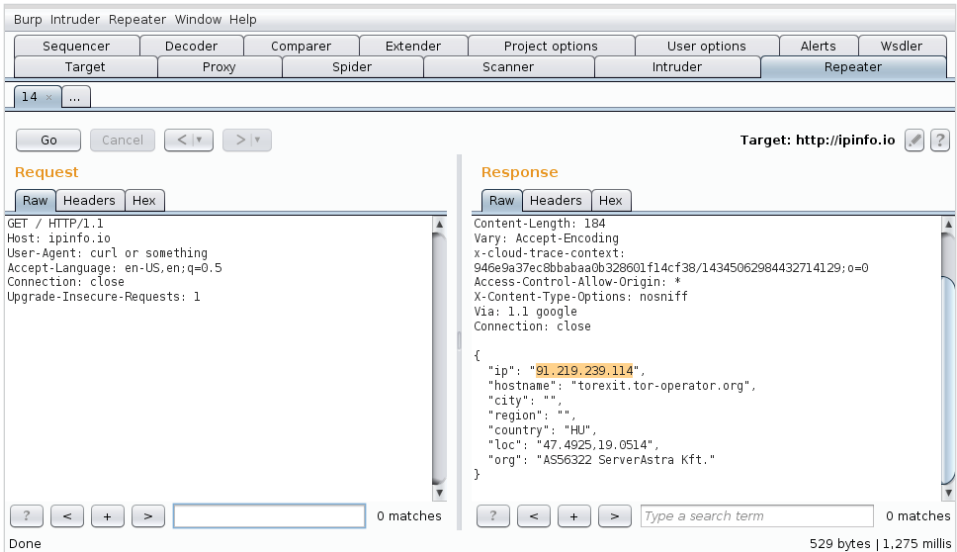 Burp Intruder Repeater Window Help
Sequencer Decoder Comparer Extender Project options User options Alerts Wsdler
Target Proxy Spider Scanner Intruder Repeater
14 × ...
Go Cancel < > Target: http://ipinfo.io ?
Request
Raw Headers Hex
GET / HTTP/1.1
Host: ipinfo.io
User-Agent: curl or something
Accept-Language: en-US,en;q=0.5
Connection: close
Upgrade-Insecure-Requests: 1
? < + > 0 matches
Response
Raw Headers Hex
Content-Length: 184
Vary: Accept-Encoding
x-cloud-trace-context:
946e9a37ec8bbabaa0b328601f14cf38/14345062984432714129;o=0
Access-Control-Allow-Origin: *
X-Content-Type-Options: nosniff
Via: 1.1 google
Connection: close
{
"ip": "91.219.239.114",
"hostname": "torexit.tor-operator.org",
"city": "",
"region": "",
"country": "HU",
"loc": "47.4925,19.0514",
"org": "AS56322 ServerAstra Kft."
}
? < + > Type a search term 0 matches
Done 529 bytes | 1,275 millis